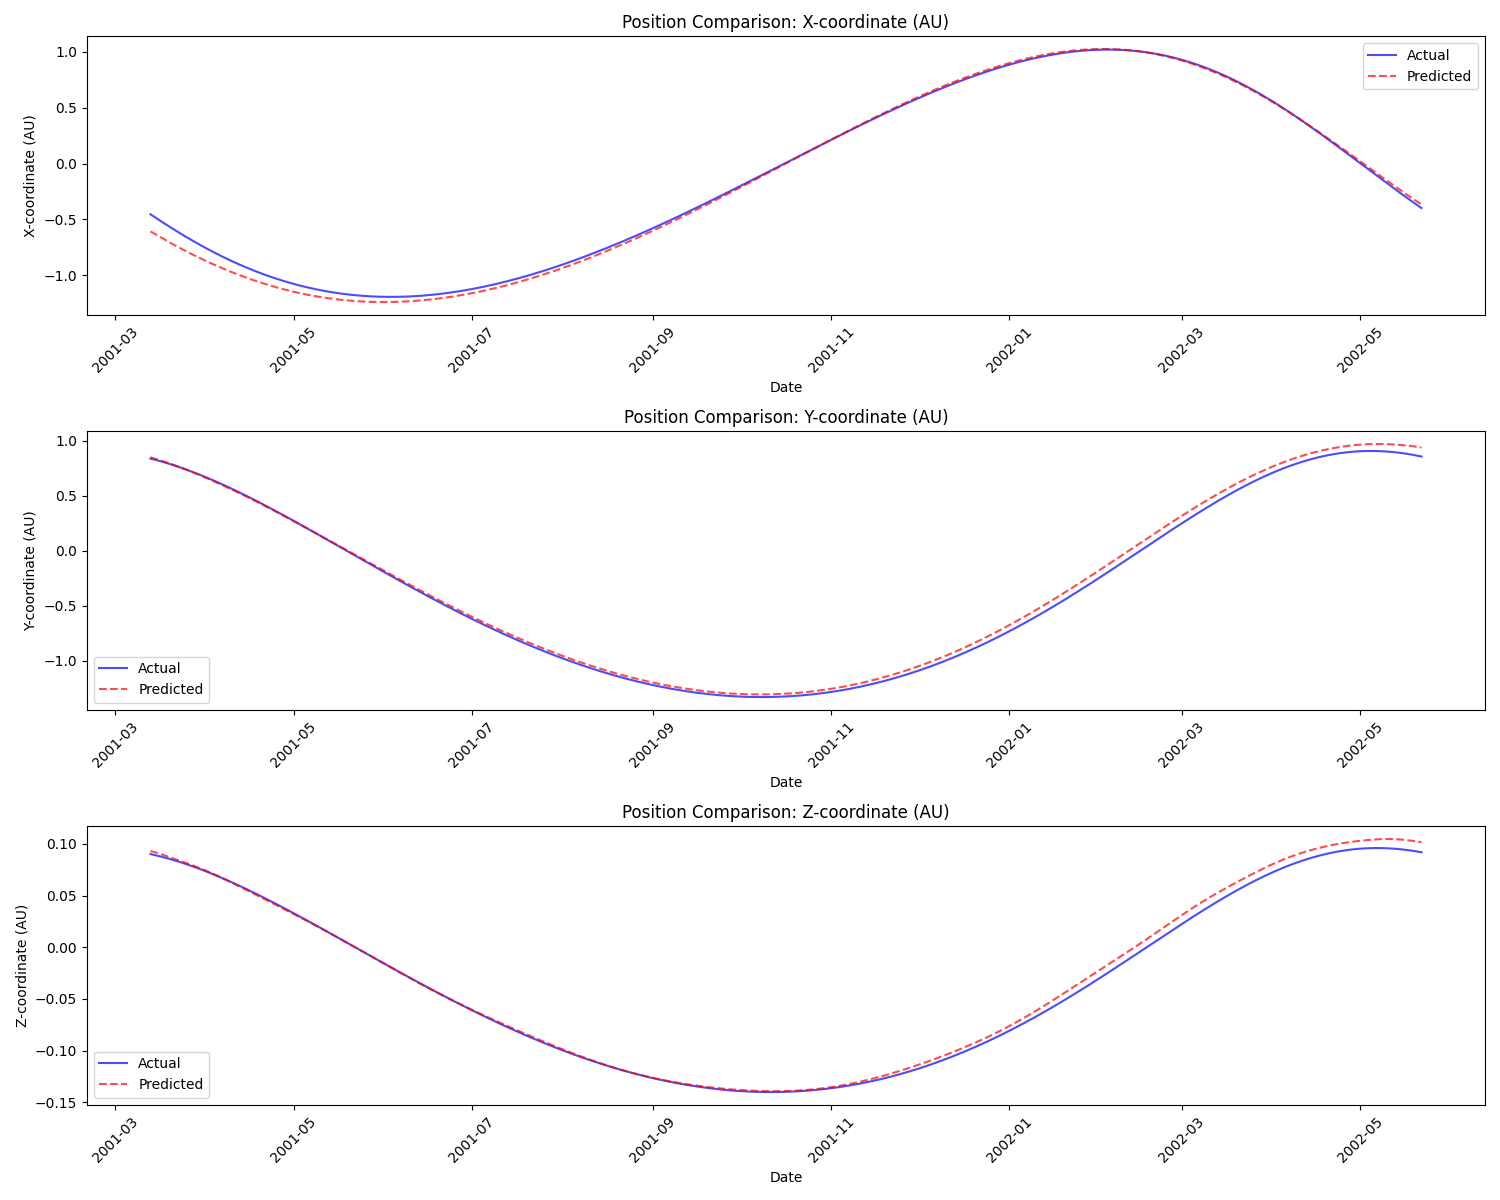 Position Comparison: X-coordinate (AU)
X-coordinate (AU)
1.0
0.5
0.0
−0.5
−1.0
Actual
Predicted
2001-03 2001-05 2001-07 2001-09 2001-11 2002-01 2002-03 2002-05
Date
Position Comparison: Y-coordinate (AU)
Y-coordinate (AU)
1.0
0.5
0.0
−0.5
−1.0
Actual
Predicted
2001-03 2001-05 2001-07 2001-09 2001-11 2002-01 2002-03 2002-05
Date
Position Comparison: Z-coordinate (AU)
Z-coordinate (AU)
0.10
0.05
0.00
−0.05
−0.10
−0.15
Actual
Predicted
2001-03 2001-05 2001-07 2001-09 2001-11 2002-01 2002-03 2002-05
Date